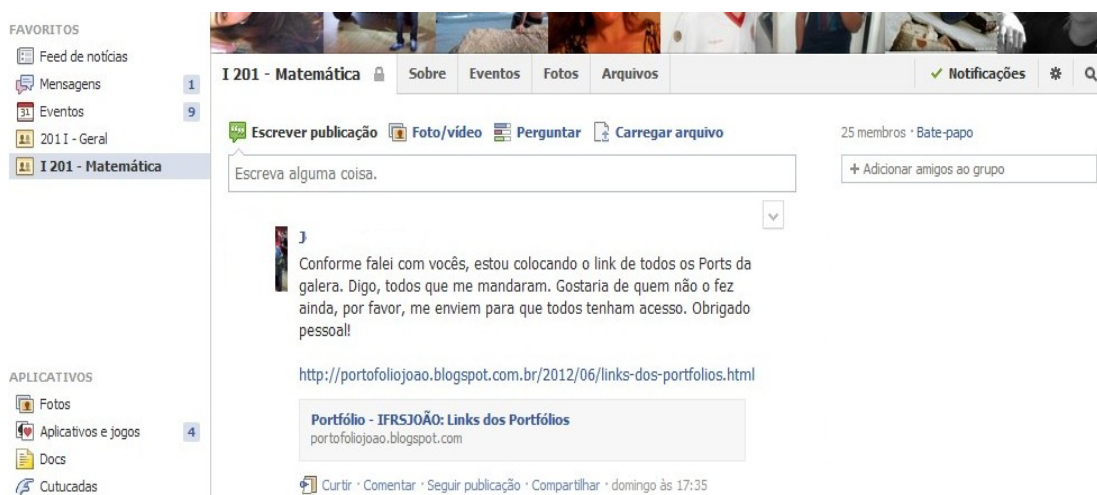 FAVORITOS
Feed de notícias
Mensagens 1
31 Eventos 9
201 I - Geral
I 201 - Matemática
APLICATIVOS
Fotos
Aplicativos e jogos 4
Docs
Cutucadas
I 201 - Matemática Sobre Eventos Fotos Arquivos Notificações
Escrever publicação Foto/vídeo Perguntar Carregar arquivo
Escreva alguma coisa.
J
Conforme falei com vocês, estou colocando o link de todos os Ports da
galera. Digo, todos que me mandaram. Gostaria de quem não o fez
ainda, por favor, me enviem para que todos tenham acesso. Obrigado
pessoal!
http://portofoliojoao.blogspot.com.br/2012/06/links-dos-portfolios.html
Portfólio - IFRSJOÃO: Links dos Portfólios
portofoliojoao.blogspot.com
Curtir · Comentar · Seguir publicação · Compartilhar · domingo às 17:35
25 membros · Bate-papo
+ Adicionar amigos ao grupo